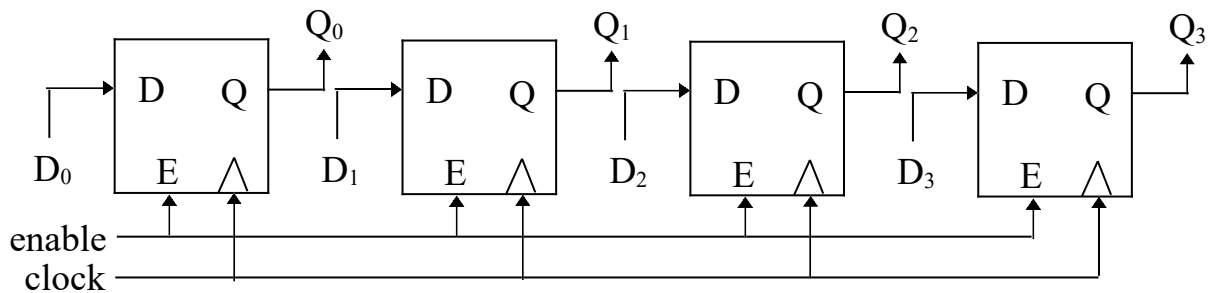 Q₀ Q₁ Q₂ Q₃
D Q D Q D Q D Q
D₀ E D₁ E D₂ E D₃ E
enable
clock